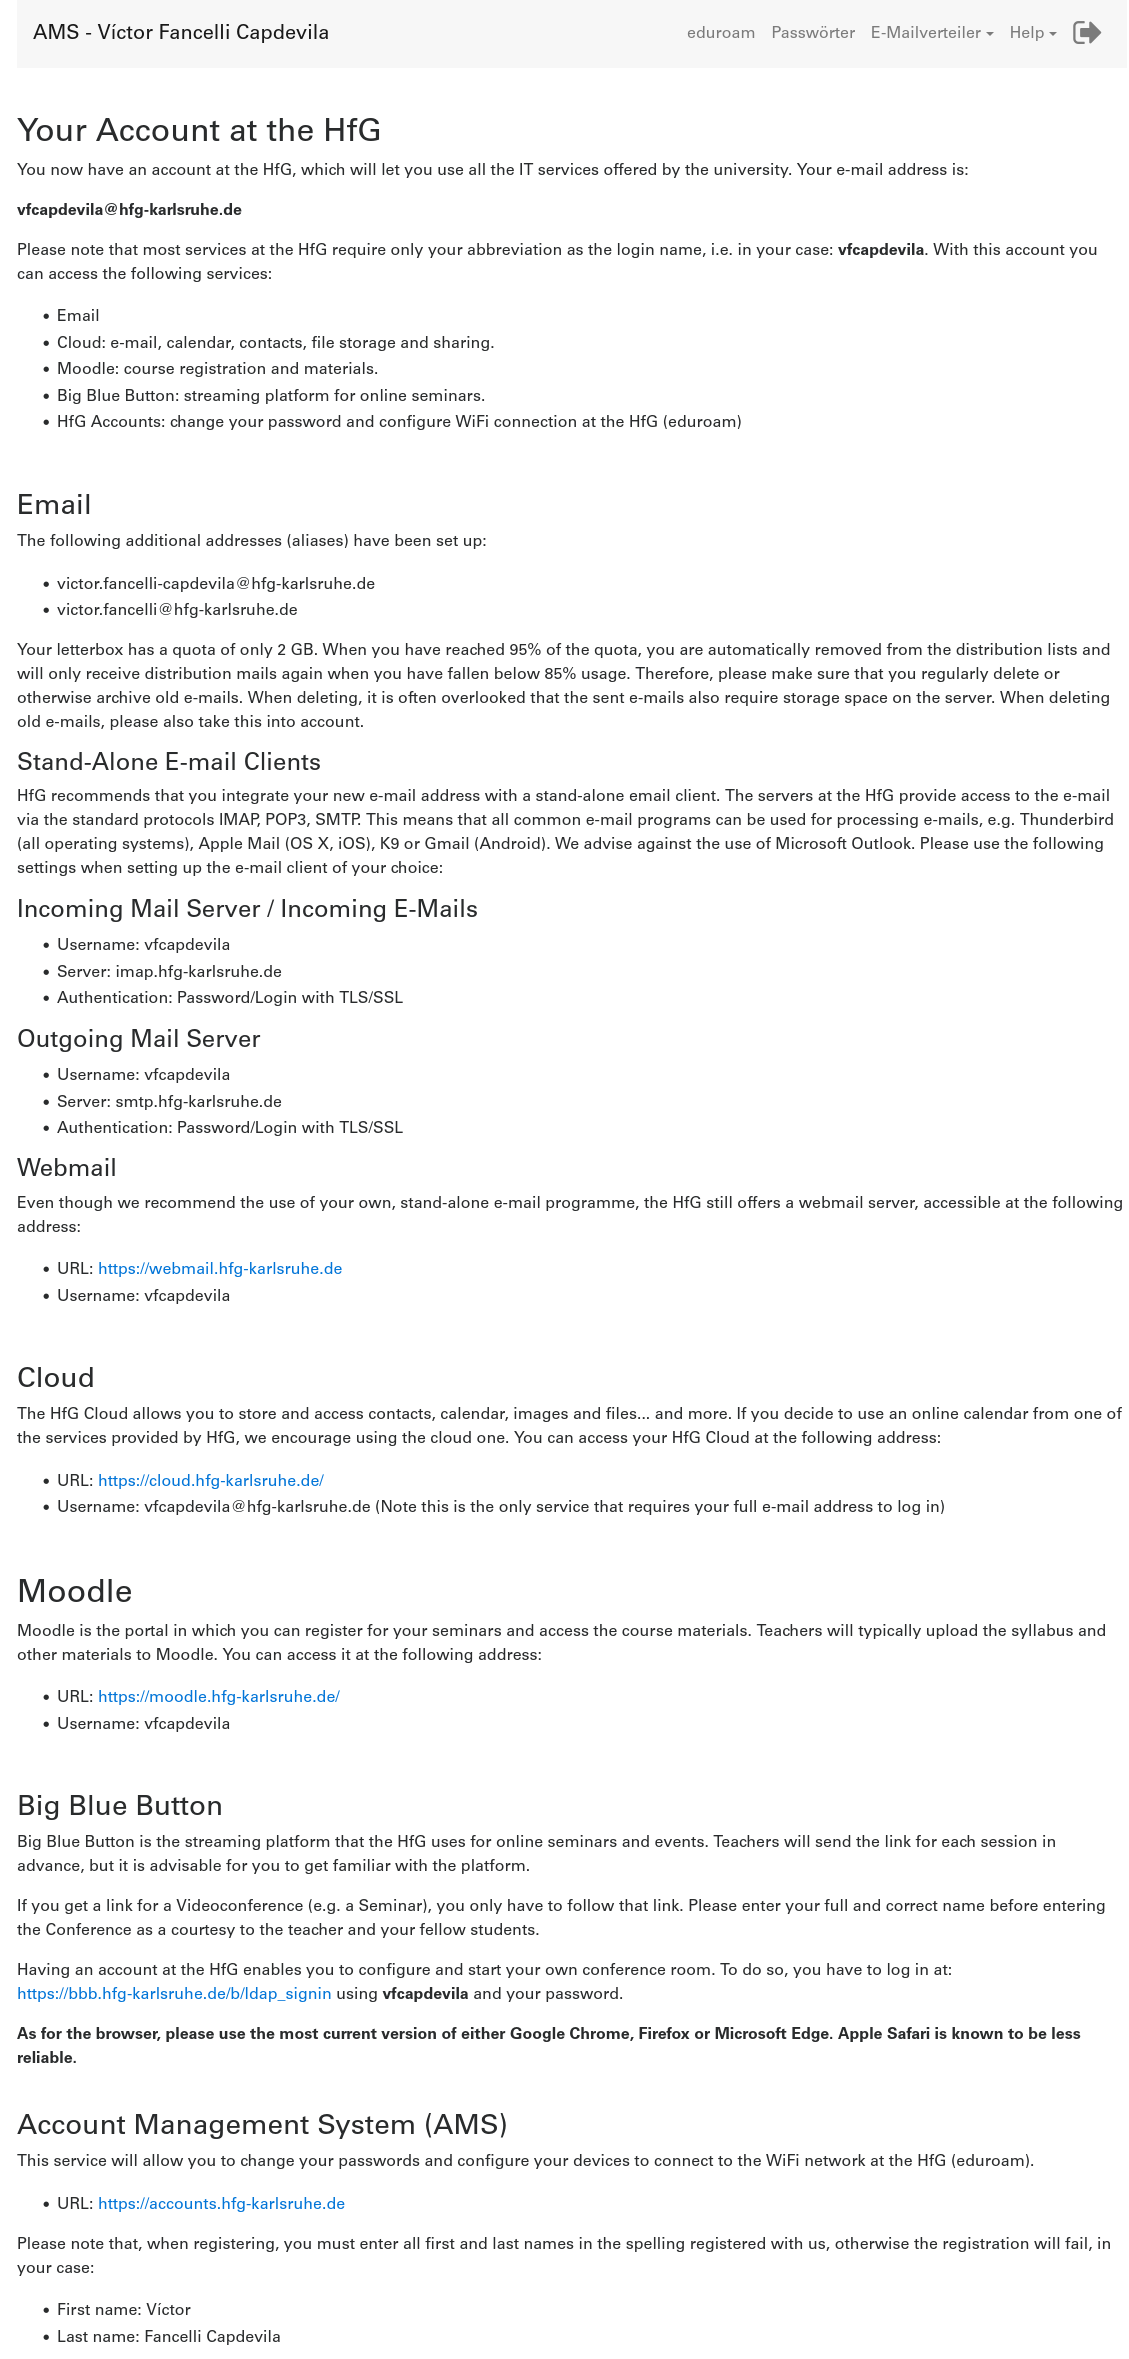 AMS - Víctor Fancelli Capdevila
eduroam Passwörter E-Mailverteiler Help
Your Account at the HfG
You now have an account at the HfG, which will let you use all the IT services offered by the university. Your e-mail address is:
vfcapdevila@hfg-karlsruhe.de
Please note that most services at the HfG require only your abbreviation as the login name, i.e. in your case: vfcapdevila. With this account you
can access the following services:
• Email
• Cloud: e-mail, calendar, contacts, file storage and sharing.
• Moodle: course registration and materials.
• Big Blue Button: streaming platform for online seminars.
• HfG Accounts: change your password and configure WiFi connection at the HfG (eduroam)
Email
The following additional addresses (aliases) have been set up:
• victor.fancelli-capdevila@hfg-karlsruhe.de
• victor.fancelli@hfg-karlsruhe.de
Your letterbox has a quota of only 2 GB. When you have reached 95% of the quota, you are automatically removed from the distribution lists and
will only receive distribution mails again when you have fallen below 85% usage. Therefore, please make sure that you regularly delete or
otherwise archive old e-mails. When deleting, it is often overlooked that the sent e-mails also require storage space on the server. When deleting
old e-mails, please also take this into account.
Stand-Alone E-mail Clients
HfG recommends that you integrate your new e-mail address with a stand-alone email client. The servers at the HfG provide access to the e-mail
via the standard protocols IMAP, POP3, SMTP. This means that all common e-mail programs can be used for processing e-mails, e.g. Thunderbird
(all operating systems), Apple Mail (OS X, iOS), K9 or Gmail (Android). We advise against the use of Microsoft Outlook. Please use the following
settings when setting up the e-mail client of your choice:
Incoming Mail Server / Incoming E-Mails
• Username: vfcapdevila
• Server: imap.hfg-karlsruhe.de
• Authentication: Password/Login with TLS/SSL
Outgoing Mail Server
• Username: vfcapdevila
• Server: smtp.hfg-karlsruhe.de
• Authentication: Password/Login with TLS/SSL
Webmail
Even though we recommend the use of your own, stand-alone e-mail programme, the HfG still offers a webmail server, accessible at the following
address:
• URL: https://webmail.hfg-karlsruhe.de
• Username: vfcapdevila
Cloud
The HfG Cloud allows you to store and access contacts, calendar, images and files... and more. If you decide to use an online calendar from one of
the services provided by HfG, we encourage using the cloud one. You can access your HfG Cloud at the following address:
• URL: https://cloud.hfg-karlsruhe.de/
• Username: vfcapdevila@hfg-karlsruhe.de (Note this is the only service that requires your full e-mail address to log in)
Moodle
Moodle is the portal in which you can register for your seminars and access the course materials. Teachers will typically upload the syllabus and
other materials to Moodle. You can access it at the following address:
• URL: https://moodle.hfg-karlsruhe.de/
• Username: vfcapdevila
Big Blue Button
Big Blue Button is the streaming platform that the HfG uses for online seminars and events. Teachers will send the link for each session in
advance, but it is advisable for you to get familiar with the platform.
If you get a link for a Videoconference (e.g. a Seminar), you only have to follow that link. Please enter your full and correct name before entering
the Conference as a courtesy to the teacher and your fellow students.
Having an account at the HfG enables you to configure and start your own conference room. To do so, you have to log in at:
https://bbb.hfg-karlsruhe.de/b/ldap_signin using vfcapdevila and your password.
As for the browser, please use the most current version of either Google Chrome, Firefox or Microsoft Edge. Apple Safari is known to be less
reliable.
Account Management System (AMS)
This service will allow you to change your passwords and configure your devices to connect to the WiFi network at the HfG (eduroam).
• URL: https://accounts.hfg-karlsruhe.de
Please note that, when registering, you must enter all first and last names in the spelling registered with us, otherwise the registration will fail, in
your case:
• First name: Víctor
• Last name: Fancelli Capdevila